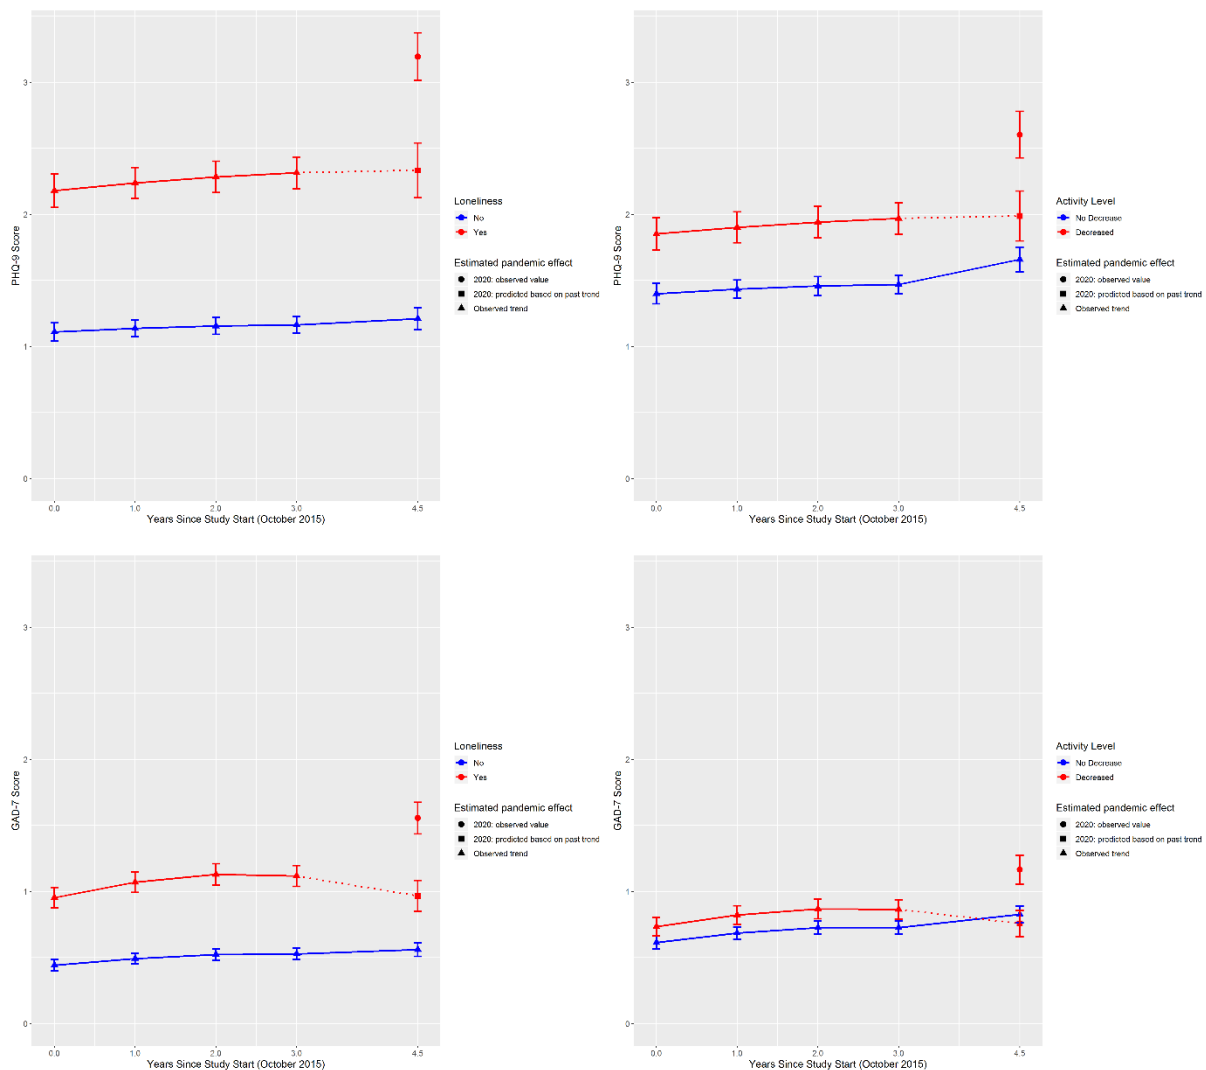 PHQ-9 Score
3
2
1
0
0.0 1.0 2.0 3.0 4.5
Years Since Study Start (October 2015)
Loneliness
No
Yes
Estimated pandemic effect
2020: observed value
2020: predicted based on past trend
Observed trend
PHQ-9 Score
3
2
1
0
0.0 1.0 2.0 3.0 4.5
Years Since Study Start (October 2015)
Activity Level
No Decrease
Decreased
Estimated pandemic effect
2020: observed value
2020: predicted based on past trend
Observed trend
GAD-7 Score
3
2
1
0
0.0 1.0 2.0 3.0 4.5
Years Since Study Start (October 2015)
Loneliness
No
Yes
Estimated pandemic effect
2020: observed value
2020: predicted based on past trend
Observed trend
GAD-7 Score
3
2
1
0
0.0 1.0 2.0 3.0 4.5
Years Since Study Start (October 2015)
Activity Level
No Decrease
Decreased
Estimated pandemic effect
2020: observed value
2020: predicted based on past trend
Observed trend